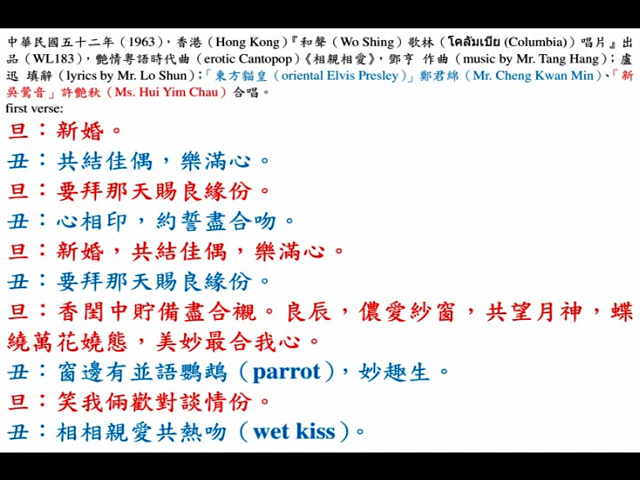 中華民國五十二年（1963），香港（Hong Kong）『和聲（Wo Shing）歌林（โคลัมเบีย (Columbia)）唱片』出
品（WL183），艷情粵語時代曲（erotic Cantopop）《相親相愛》，鄧亨 作曲（music by Mr. Tang Hang）；盧
迅 填辭（lyrics by Mr. Lo Shun）；「東方貓皇（oriental Elvis Presley）」鄭君綿（Mr. Cheng Kwan Min）、「新
吳鶯音」許艷秋（Ms. Hui Yim Chau）合唱。
first verse:
旦：新婚。
丑：共結佳偶，樂滿心。
旦：要拜那天賜良緣份。
丑：心相印，約誓盡合吻。
旦：新婚，共結佳偶，樂滿心。
丑：要拜那天賜良緣份。
旦：香閨中貯備盡合襯。良辰，儂愛紗窗，共望月神，蝶
繞萬花嬈態，美妙最合我心。
丑：窗邊有並語鸚鵡（parrot），妙趣生。
旦：笑我倆歡對談情份。
丑：相相親愛共熱吻（wet kiss）。